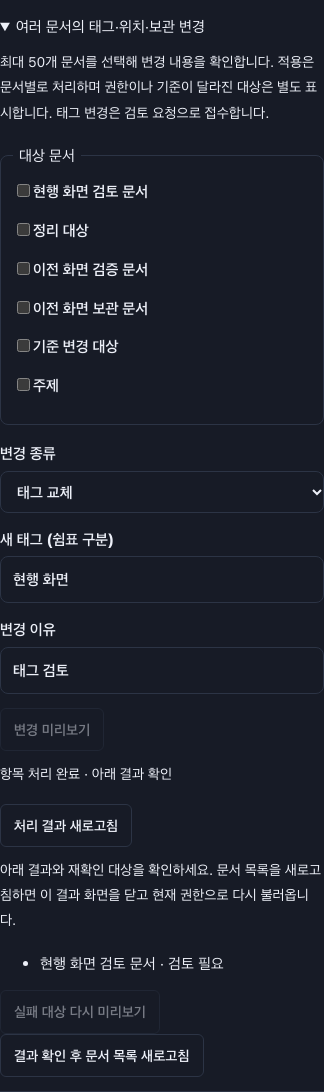 ▼ 여러 문서의 태그·위치·보관 변경
최대 50개 문서를 선택해 변경 내용을 확인합니다. 적용은
문서별로 처리하며 권한이나 기준이 달라진 대상은 별도 표
시합니다. 태그 변경은 검토 요청으로 접수합니다.
대상 문서
현행 화면 검토 문서
정리 대상
이전 화면 검증 문서
이전 화면 보관 문서
기준 변경 대상
주제
변경 종류
태그 교체
새 태그 (쉼표 구분)
현행 화면
변경 이유
태그 검토
변경 미리보기
항목 처리 완료 · 아래 결과 확인
처리 결과 새로고침
아래 결과와 재확인 대상을 확인하세요. 문서 목록을 새로고
침하면 이 결과 화면을 닫고 현재 권한으로 다시 불러옵니
다.
• 현행 화면 검토 문서 · 검토 필요
실패 대상 다시 미리보기
결과 확인 후 문서 목록 새로고침